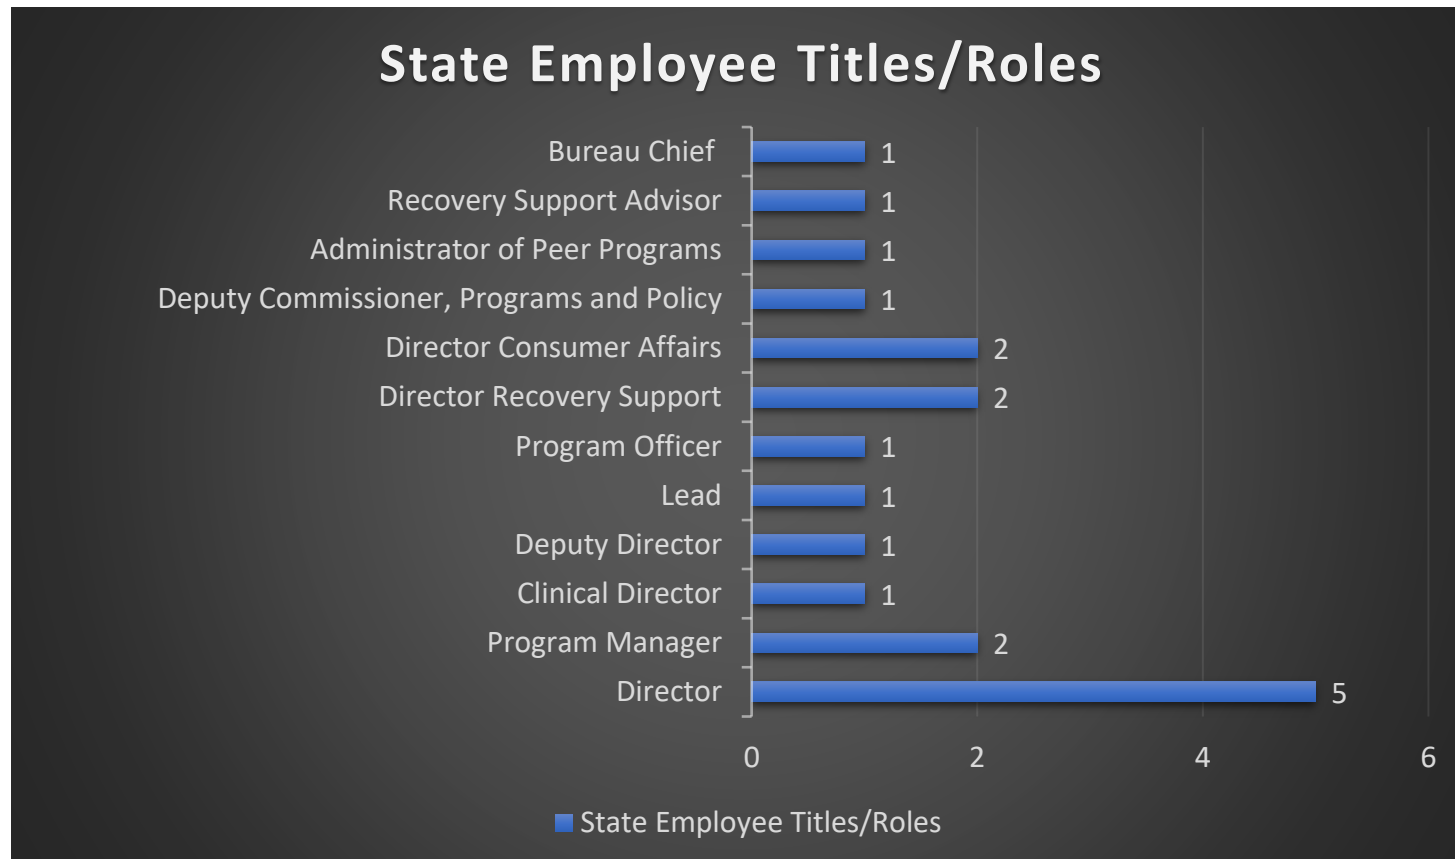 State Employee Titles/Roles
Bureau Chief 1
Recovery Support Advisor 1
Administrator of Peer Programs 1
Deputy Commissioner, Programs and Policy 1
Director Consumer Affairs 2
Director Recovery Support 2
Program Officer 1
Lead 1
Deputy Director 1
Clinical Director 1
Program Manager 2
Director 5
0 2 4 6
State Employee Titles/Roles